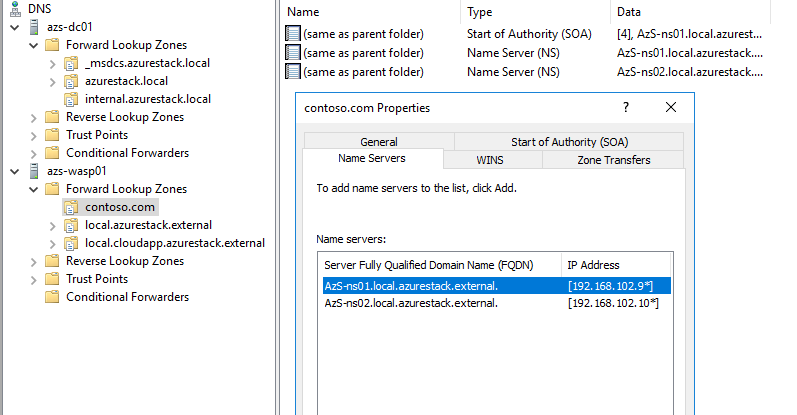 DNS
azs-dc01
Forward Lookup Zones
_msdcs.azurestack.local
azurestack.local
internal.azurestack.local
Reverse Lookup Zones
Trust Points
Conditional Forwarders
azs-wasp01
Forward Lookup Zones
contoso.com
local.azurestack.external
local.cloudapp.azurestack.external
Reverse Lookup Zones
Trust Points
Conditional Forwarders
Name Type Data
(same as parent folder) Start of Authority (SOA) [4], AzS-ns01.local.azurest...
(same as parent folder) Name Server (NS) AzS-ns01.local.azurestack....
(same as parent folder) Name Server (NS) AzS-ns02.local.azurestack....
contoso.com Properties ? ×
General Start of Authority (SOA)
Name Servers WINS Zone Transfers
To add name servers to the list, click Add.
Name servers:
Server Fully Qualified Domain Name (FQDN) IP Address
AzS-ns01.local.azurestack.external. [192.168.102.9*]
AzS-ns02.local.azurestack.external. [192.168.102.10*]